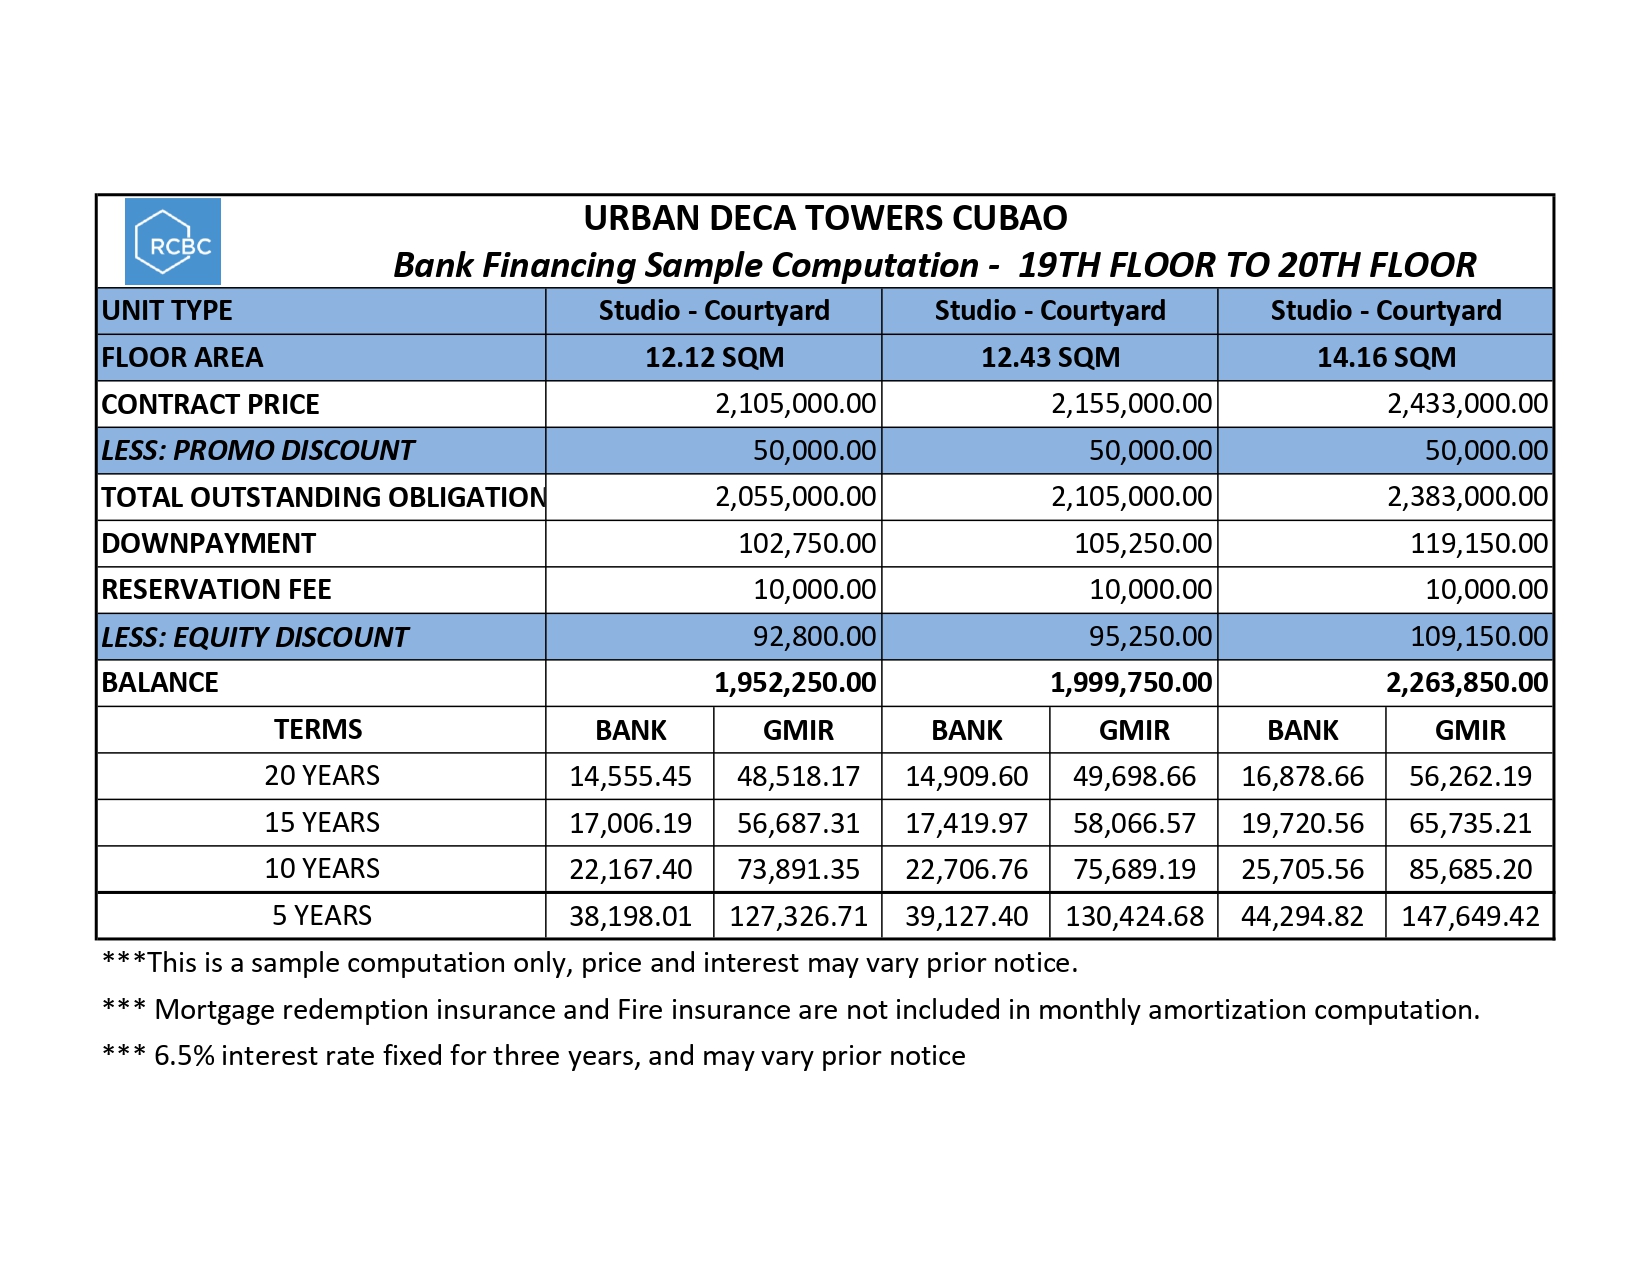 RCBC
URBAN DECA TOWERS CUBAO
Bank Financing Sample Computation - 19TH FLOOR TO 20TH FLOOR
UNIT TYPE Studio - Courtyard Studio - Courtyard Studio - Courtyard
FLOOR AREA 12.12 SQM 12.43 SQM 14.16 SQM
CONTRACT PRICE 2,105,000.00 2,155,000.00 2,433,000.00
LESS: PROMO DISCOUNT 50,000.00 50,000.00 50,000.00
TOTAL OUTSTANDING OBLIGATION 2,055,000.00 2,105,000.00 2,383,000.00
DOWNPAYMENT 102,750.00 105,250.00 119,150.00
RESERVATION FEE 10,000.00 10,000.00 10,000.00
LESS: EQUITY DISCOUNT 92,800.00 95,250.00 109,150.00
BALANCE 1,952,250.00 1,999,750.00 2,263,850.00
TERMS BANK GMIR BANK GMIR BANK GMIR
20 YEARS 14,555.45 48,518.17 14,909.60 49,698.66 16,878.66 56,262.19
15 YEARS 17,006.19 56,687.31 17,419.97 58,066.57 19,720.56 65,735.21
10 YEARS 22,167.40 73,891.35 22,706.76 75,689.19 25,705.56 85,685.20
5 YEARS 38,198.01 127,326.71 39,127.40 130,424.68 44,294.82 147,649.42
***This is a sample computation only, price and interest may vary prior notice.
*** Mortgage redemption insurance and Fire insurance are not included in monthly amortization computation.
*** 6.5% interest rate fixed for three years, and may vary prior notice